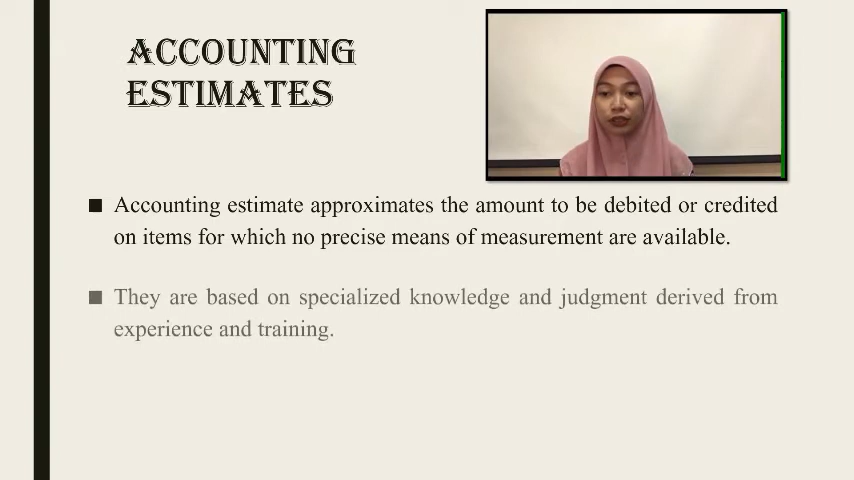 ACCOUNTING
ESTIMATES
Accounting estimate approximates the amount to be debited or credited
on items for which no precise means of measurement are available.
They are based on specialized knowledge and judgment derived from
experience and training.